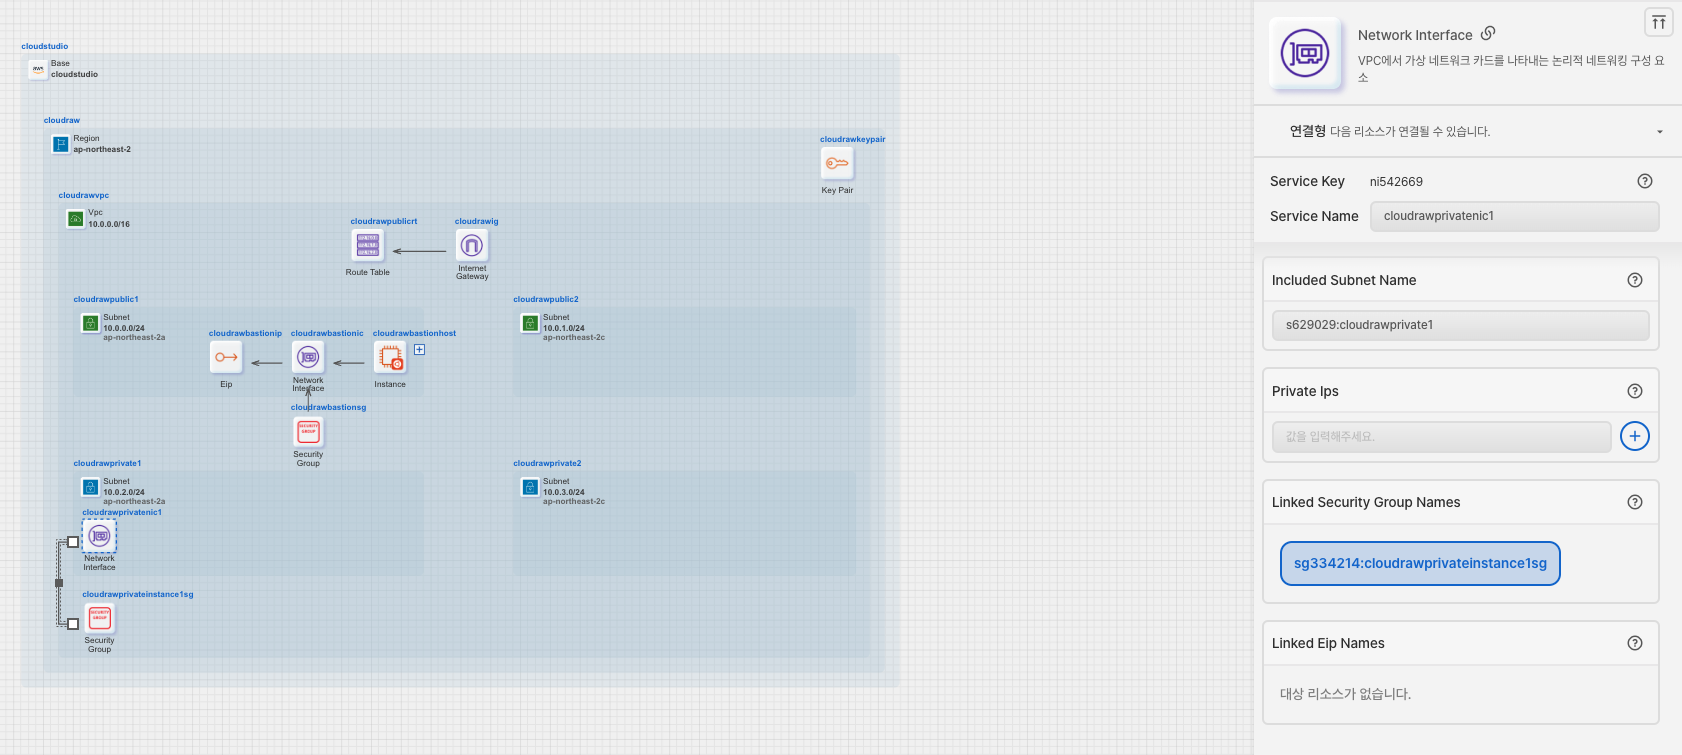 cloudstudio
aws
Base
cloudstudio
cloudraw
Region
ap-northeast-2
cloudrawkeypair
Key Pair
cloudrawvpc
Vpc
10.0.0.0/16
cloudrawpublicrt
Route Table
cloudrawig
Internet
Gateway
cloudrawpublic1
Subnet
10.0.0.0/24
ap-northeast-2a
cloudrawbastionip
Eip
cloudrawbastionic
Network
Interface
cloudrawbastionhost
Instance
cloudrawbastionsg
SECURITY
GROUP
Security
Group
cloudrawpublic2
Subnet
10.0.1.0/24
ap-northeast-2c
cloudrawprivate1
Subnet
10.0.2.0/24
ap-northeast-2a
cloudrawprivatenic1
Network
Interface
cloudrawprivateinstance1sg
SECURITY
GROUP
Security
Group
cloudrawprivate2
Subnet
10.0.3.0/24
ap-northeast-2c
Network Interface
VPC에서 가상 네트워크 카드를 나타내는 논리적 네트워킹 구성 요
소
연결형 다음 리소스가 연결될 수 있습니다.
Service Key ni542669
Service Name cloudrawprivatenic1
Included Subnet Name
s629029:cloudrawprivate1
Private Ips
값을 입력해주세요.
Linked Security Group Names
sg334214:cloudrawprivateinstance1sg
Linked Eip Names
대상 리소스가 없습니다.